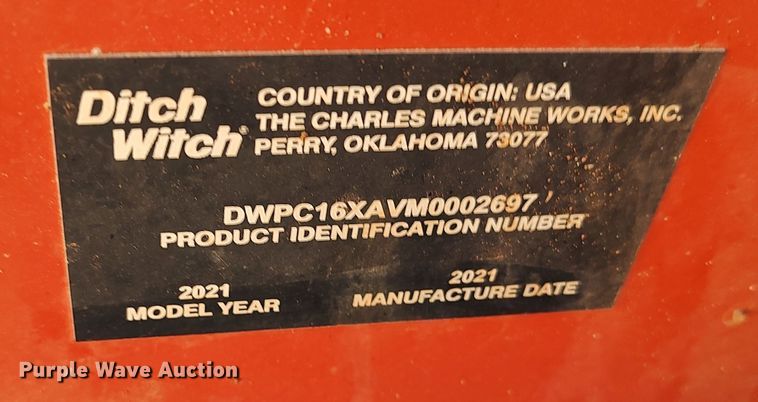 Ditch
Witch®
COUNTRY OF ORIGIN: USA
THE CHARLES MACHINE WORKS, INC.
PERRY, OKLAHOMA 73077
DWPC16XAVM0002697
PRODUCT IDENTIFICATION NUMBER
2021
MODEL YEAR
2021
MANUFACTURE DATE
Purple Wave Auction